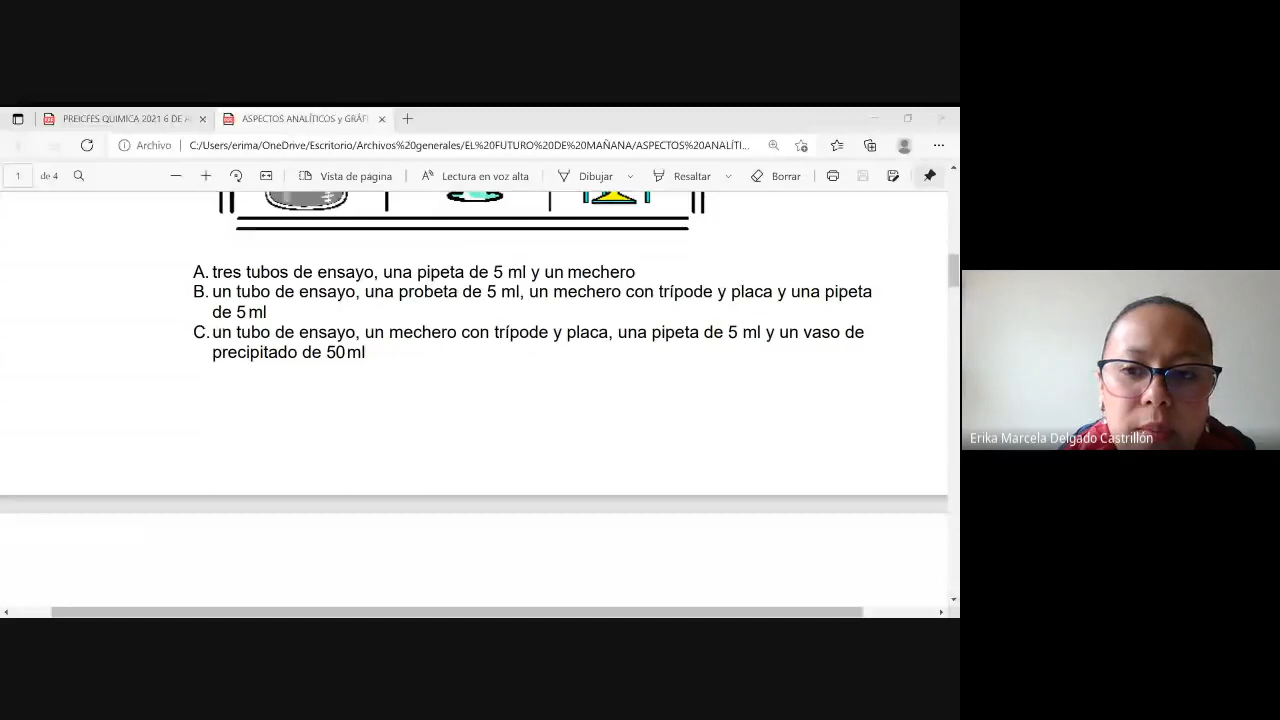 PREICFES QUIMICA 2021 6 DE A
ASPECTOS ANALÍTICOS y GRÁFI
Archivo
C:/Users/erima/OneDrive/Escritorio/Archivos%20generales/EL%20FUTURO%20DE%20MAÑANA/ASPECTOS%20ANALÍTI...
1 de 4
Vista de página
Lectura en voz alta
Dibujar
Resaltar
Borrar
A. tres tubos de ensayo, una pipeta de 5 ml y un mechero
B. un tubo de ensayo, una probeta de 5 ml, un mechero con trípode y placa y una pipeta
de 5 ml
C. un tubo de ensayo, un mechero con trípode y placa, una pipeta de 5 ml y un vaso de
precipitado de 50 ml
Erika Marcela Delgado Castrillón